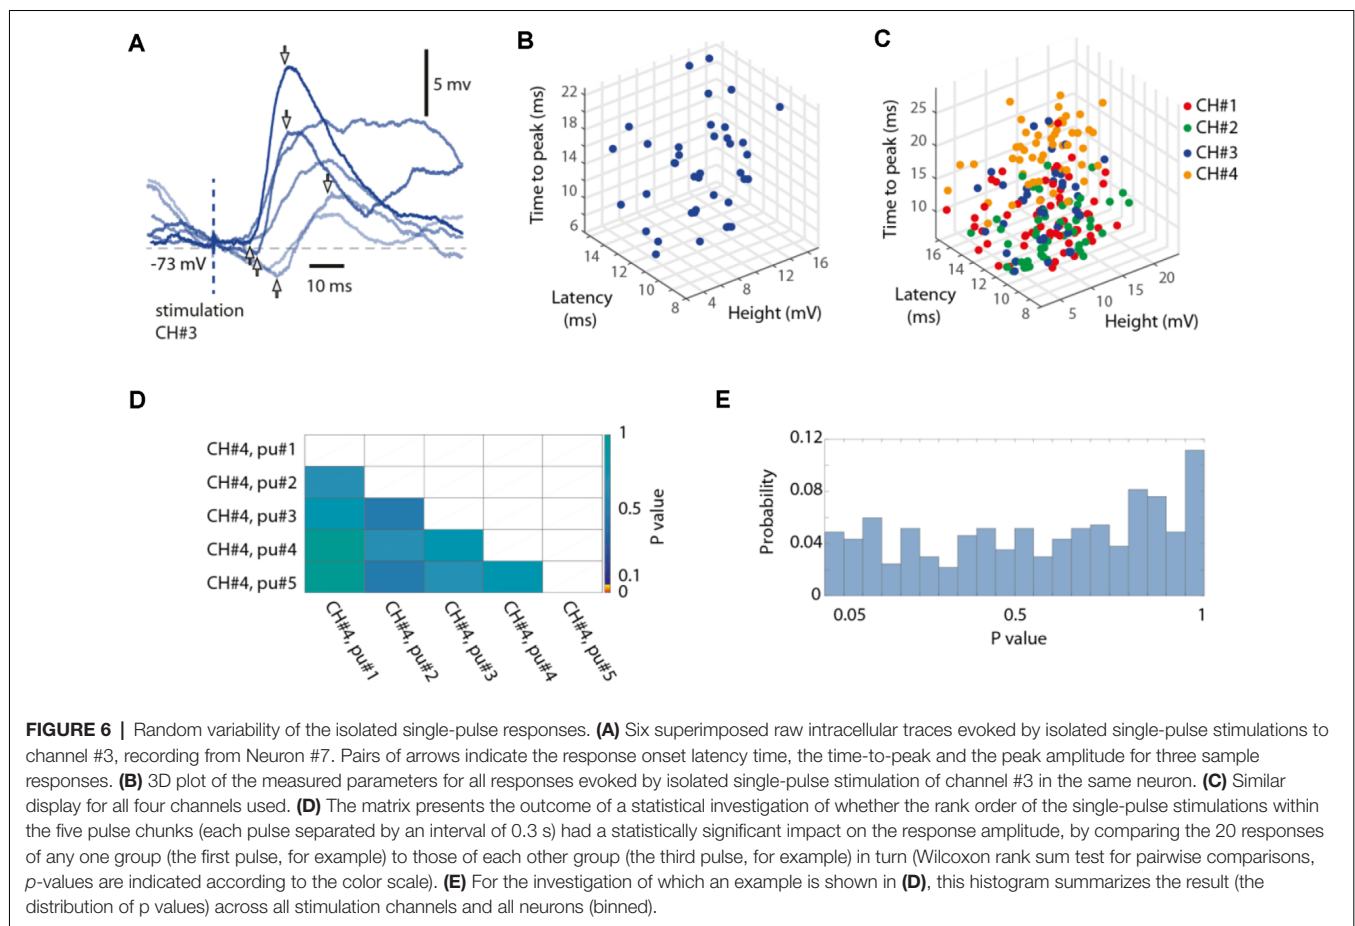 A
5 mv
-73 mV
10 ms
stimulation
CH#3
B
Time to peak (ms)
22
18
14
10
6
14
12
10
8
Latency
(ms)
4
8
12
16
Height (mV)
C
Time to peak (ms)
25
20
15
10
16
14
12
10
8
Latency
(ms)
5
10
15
20
Height (mV)
CH#1
CH#2
CH#3
CH#4
D
CH#4, pu#1
CH#4, pu#2
CH#4, pu#3
CH#4, pu#4
CH#4, pu#5
CH#4, pu#1
CH#4, pu#2
CH#4, pu#3
CH#4, pu#4
CH#4, pu#5
1
0.5
0.1
0
P value
E
Probability
0.12
0.08
0.04
0
0.05
0.5
1
P value
FIGURE 6 | Random variability of the isolated single-pulse responses. (A) Six superimposed raw intracellular traces evoked by isolated single-pulse stimulations to
channel #3, recording from Neuron #7. Pairs of arrows indicate the response onset latency time, the time-to-peak and the peak amplitude for three sample
responses. (B) 3D plot of the measured parameters for all responses evoked by isolated single-pulse stimulation of channel #3 in the same neuron. (C) Similar
display for all four channels used. (D) The matrix presents the outcome of a statistical investigation of whether the rank order of the single-pulse stimulations within
the five pulse chunks (each pulse separated by an interval of 0.3 s) had a statistically significant impact on the response amplitude, by comparing the 20 responses
of any one group (the first pulse, for example) to those of each other group (the third pulse, for example) in turn (Wilcoxon rank sum test for pairwise comparisons,
p-values are indicated according to the color scale). (E) For the investigation of which an example is shown in (D), this histogram summarizes the result (the
distribution of p values) across all stimulation channels and all neurons (binned).